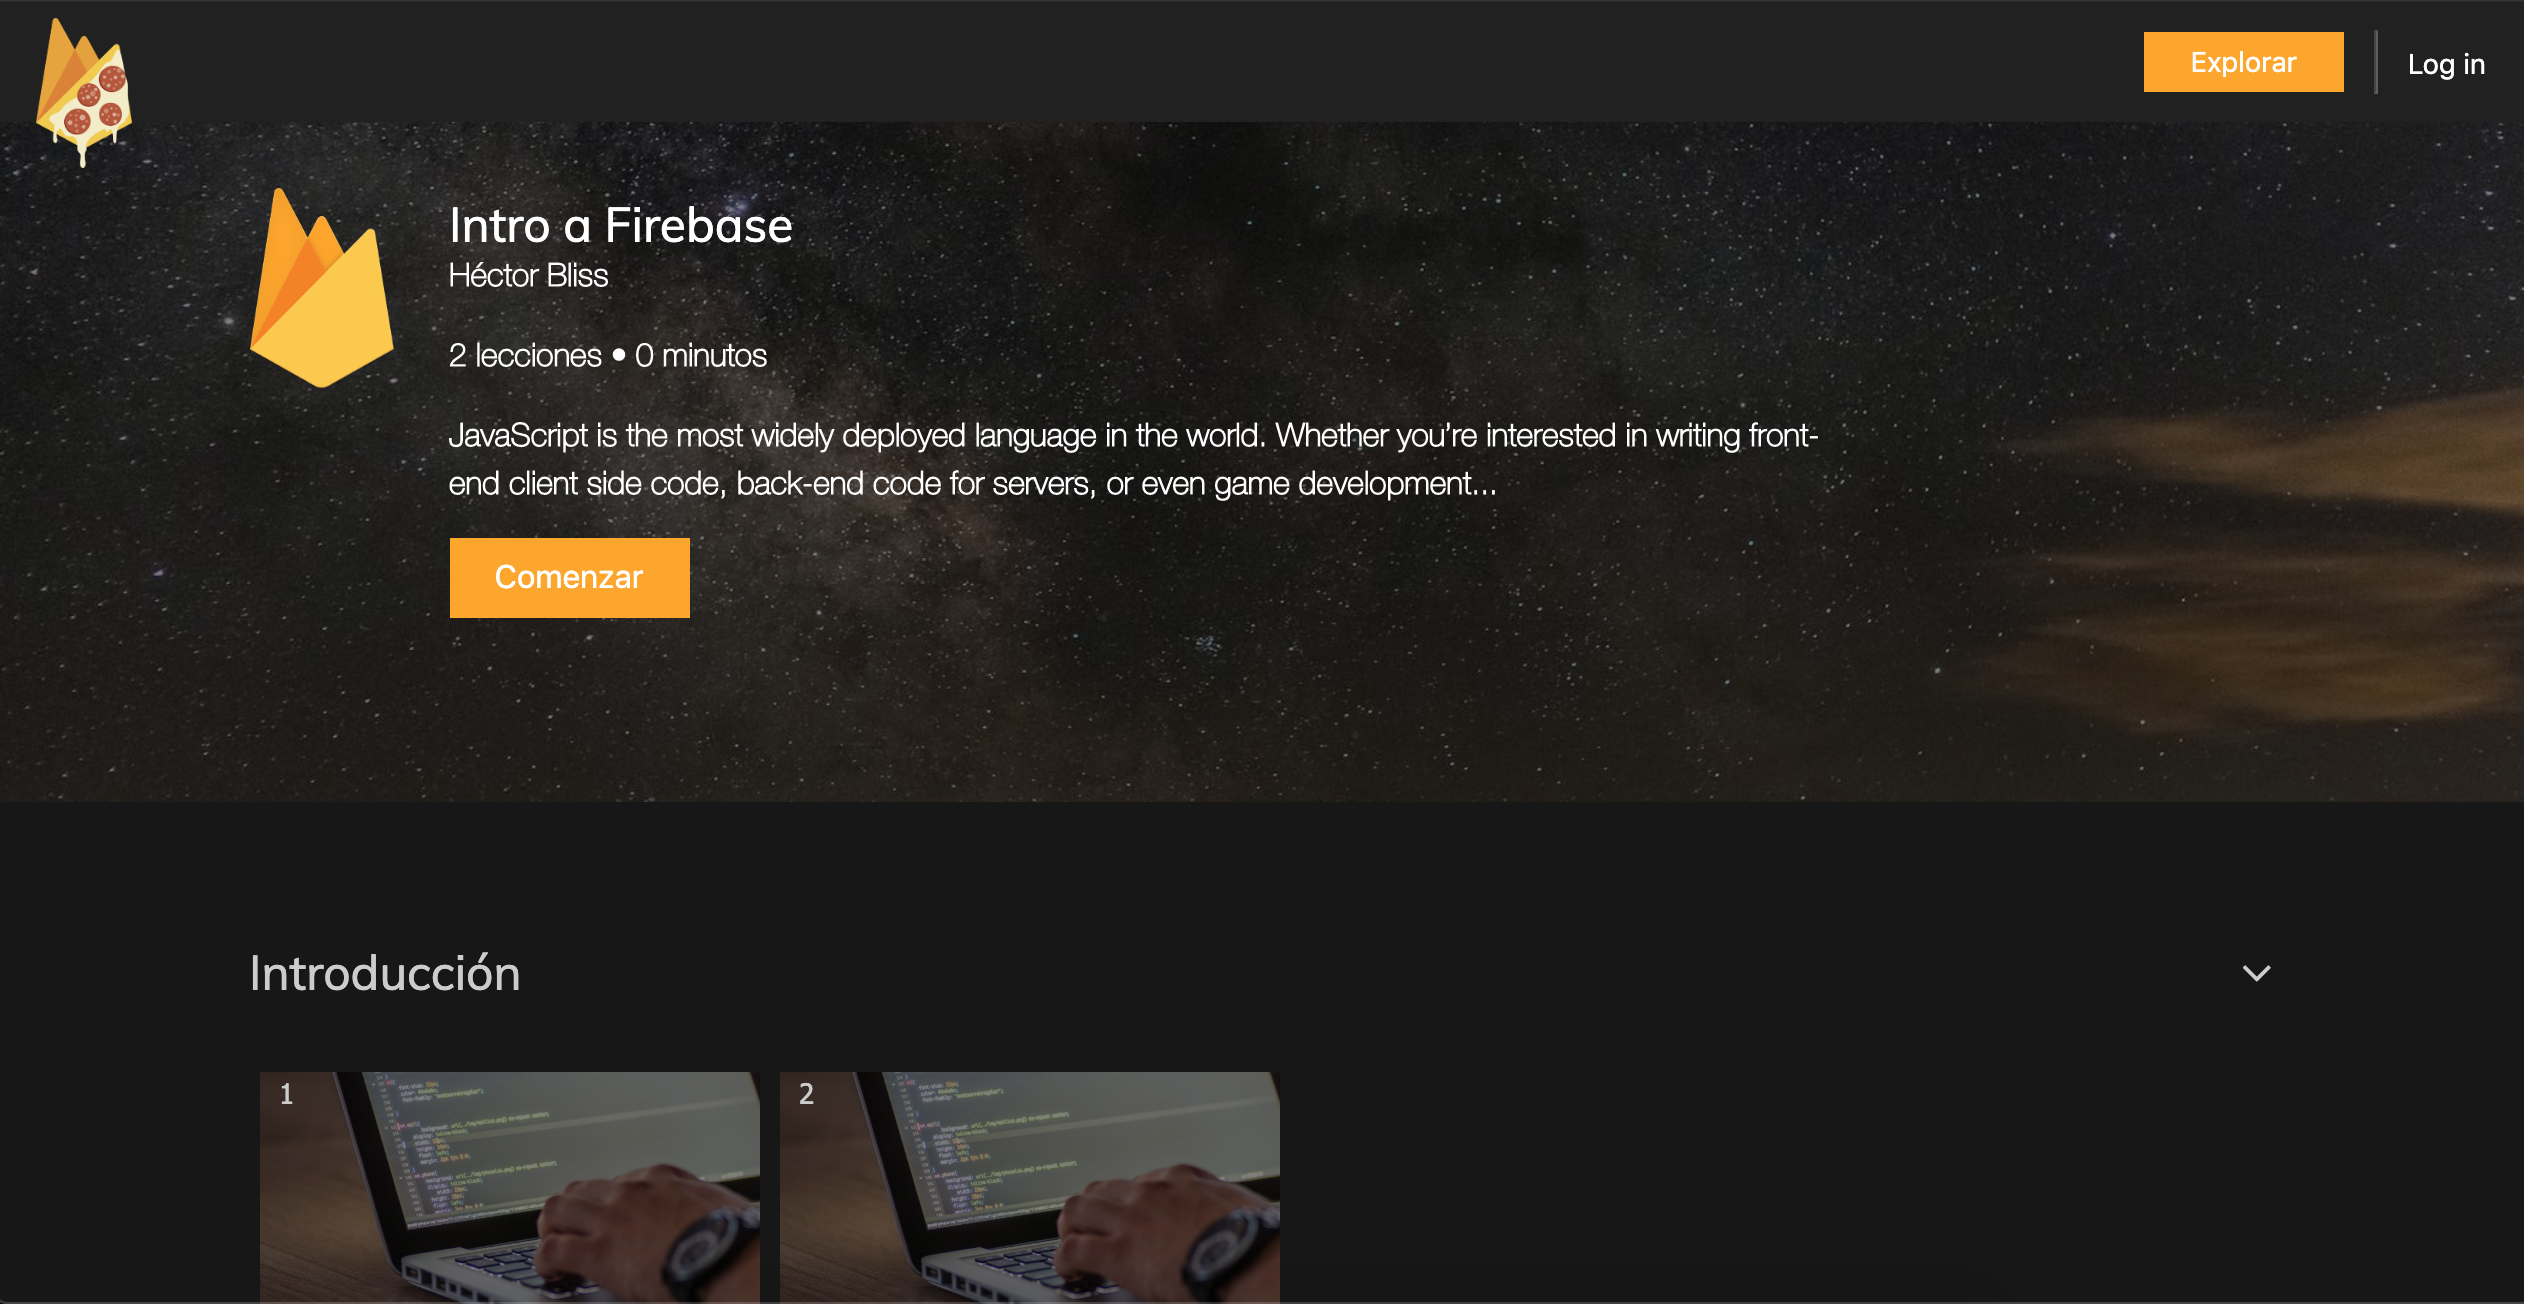 Explorar
Log in
Intro a Firebase
Héctor Bliss
2 lecciones • 0 minutos
JavaScript is the most widely deployed language in the world. Whether you’re interested in writing front-
end client side code, back-end code for servers, or even game development...
Comenzar
Introducción
1
2